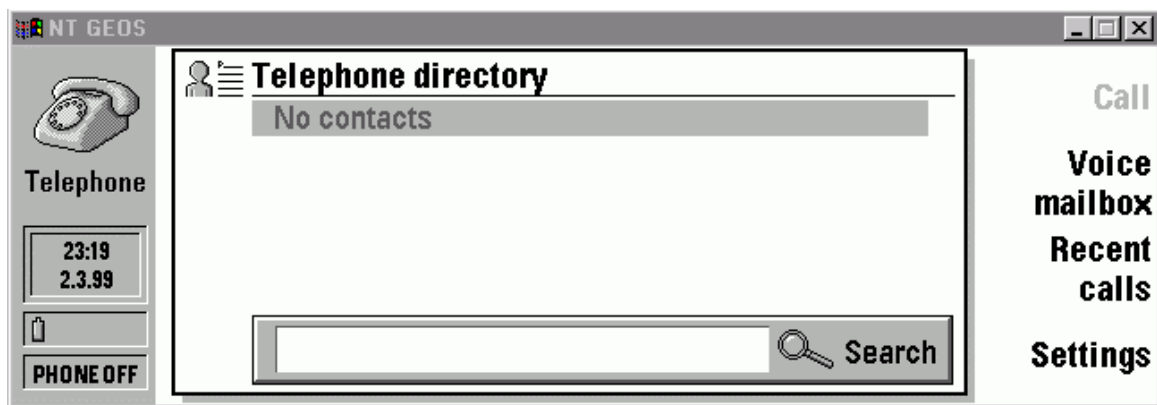 NT GEOS
Telephone
23:19
2.3.99
PHONE OFF
Telephone directory
No contacts
Search
Call
Voice
mailbox
Recent
calls
Settings